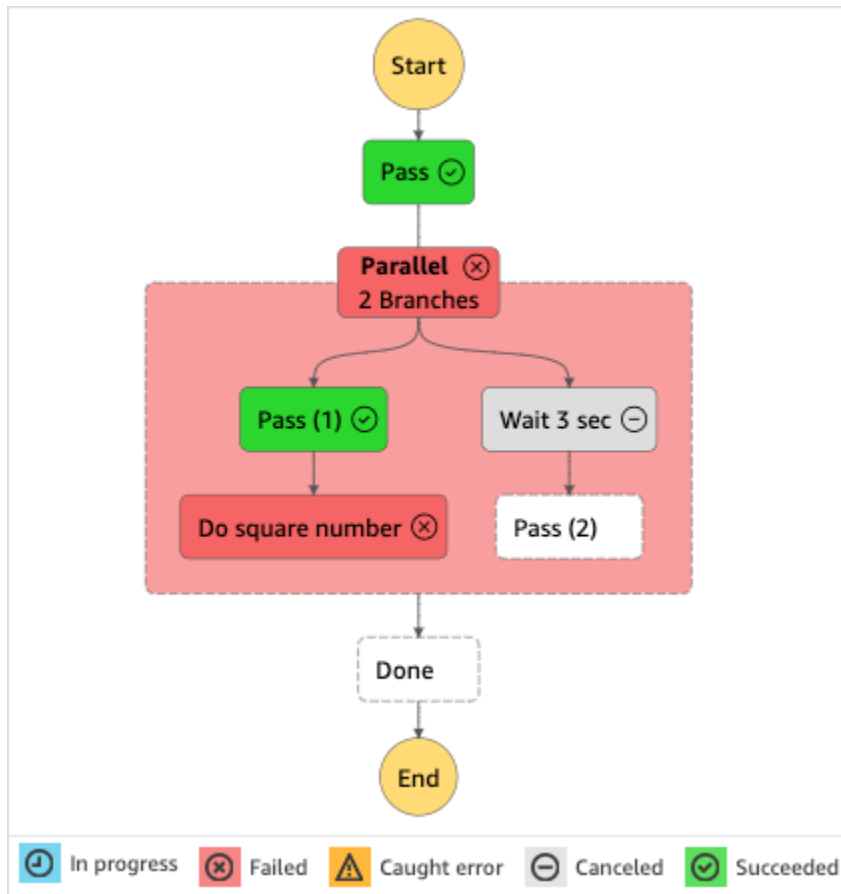 Start
Pass
Parallel
2 Branches
Pass (1)
Wait 3 sec
Do square number
Pass (2)
Done
End
In progress
Failed
Caught error
Canceled
Succeeded